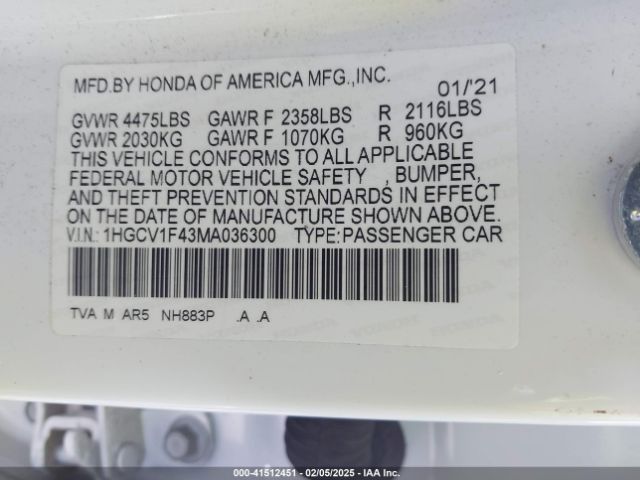 MFD.BY HONDA OF AMERICA MFG.,INC. 01/'21
GVWR 4475LBS GAWR F 2358LBS R 2116LBS
GVWR 2030KG GAWR F 1070KG R 960KG
THIS VEHICLE CONFORMS TO ALL APPLICABLE
FEDERAL MOTOR VEHICLE SAFETY , BUMPER,
AND THEFT PREVENTION STANDARDS IN EFFECT
ON THE DATE OF MANUFACTURE SHOWN ABOVE.
V.I.N.: 1HGCV1F43MA036300 TYPE:PASSENGER CAR
TVA M AR5 NH883P .A .A
000-41512451 | 02/05/2025 | IAA Inc.